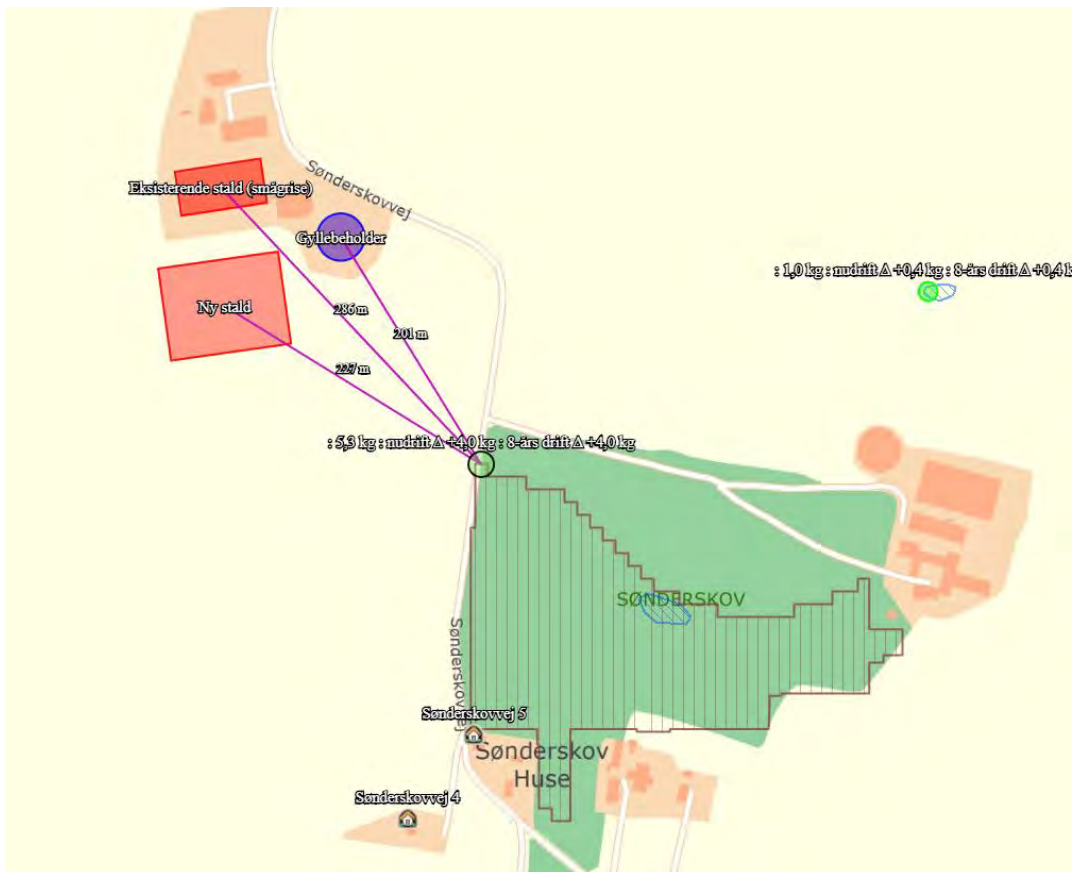 Sønderskovvej
Eksisterende stald (smågrise)
Gyllebeholder
: 1,0 kg : nudrift Δ +0,4 kg : 8-års drift Δ +0,4 k
Ny stald
286 m
201 m
227 m
: 5,3 kg : nudrift Δ +4,0 kg : 8-års drift Δ +4,0 kg
SØNDERSKOV
Sønderskovvej
Sønderskovvej 5
Sønderskov
Huse
Sønderskovvej 4